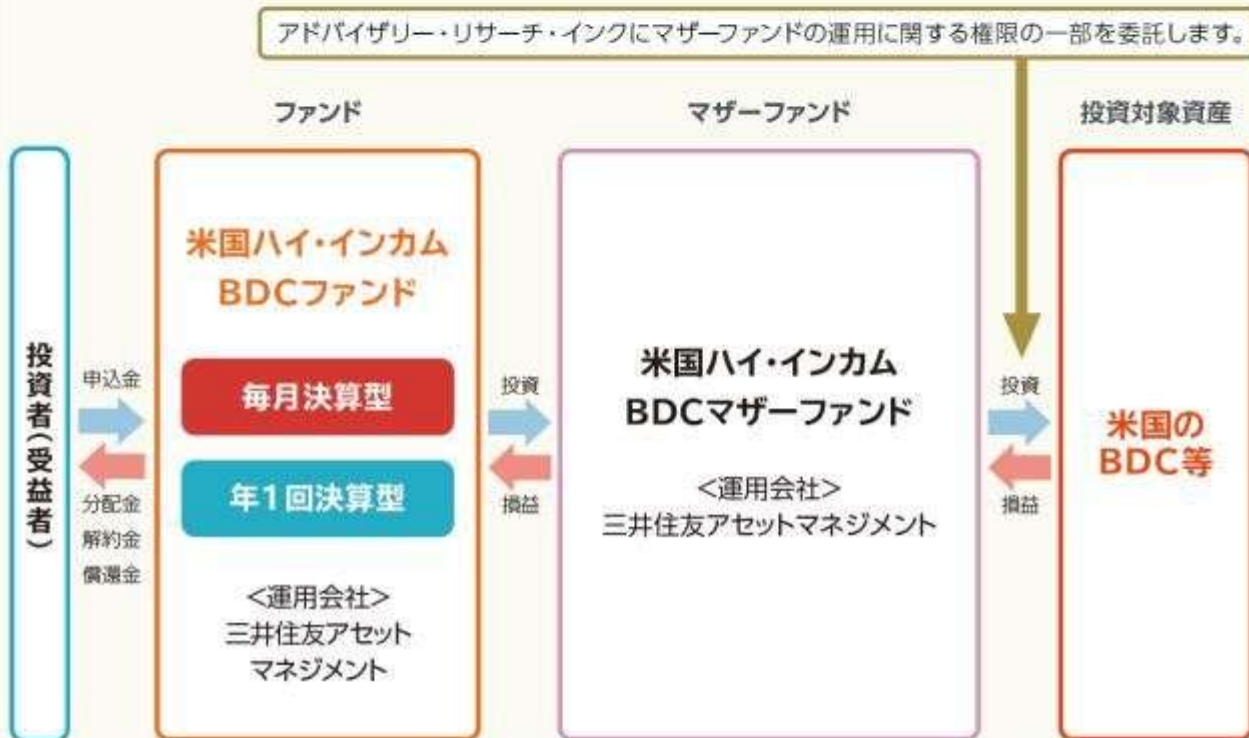 アドバイザリー・リサーチ・インクにマザーファンドの運用に関する権限の一部を委託します。
ファンド
マザーファンド
投資対象資産
投資者(受益者)
申込金
分配金
解約金
償還金
米国ハイ・インカム
BDCファンド
毎月決算型
年1回決算型
<運用会社>
三井住友アセット
マネジメント
投資
損益
米国ハイ・インカム
BDCマザーファンド
<運用会社>
三井住友アセットマネジメント
投資
損益
米国の
BDC等